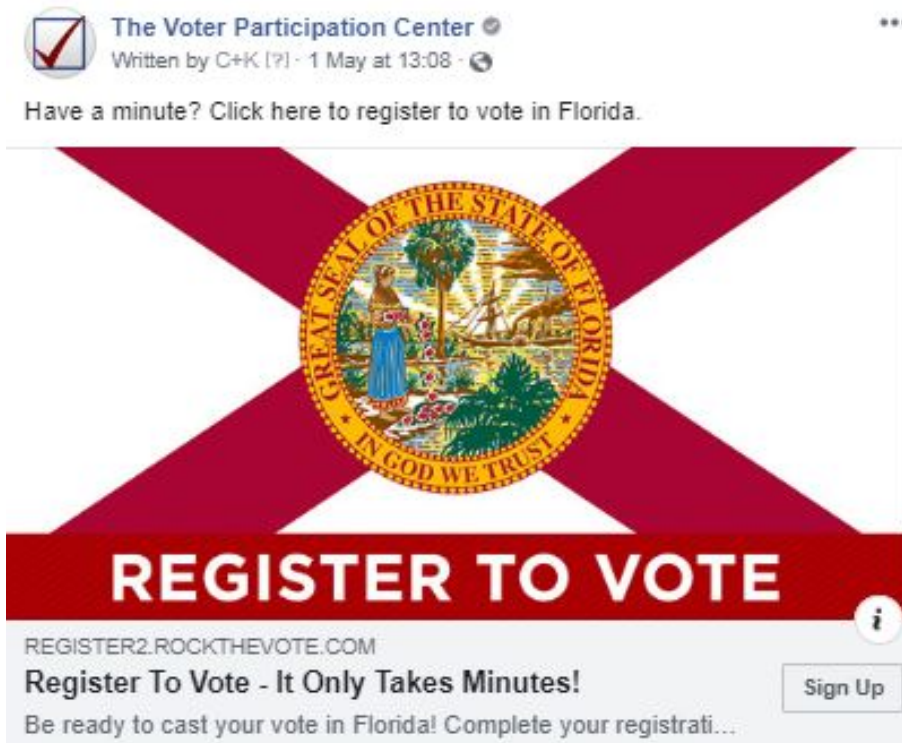 The Voter Participation Center
Written by C+K [?] · 1 May at 13:08 ·
Have a minute? Click here to register to vote in Florida.
GREAT SEAL OF THE STATE OF FLORIDA
IN GOD WE TRUST
REGISTER TO VOTE
i
REGISTER2.ROCKTHEVOTE.COM
Register To Vote - It Only Takes Minutes!
Sign Up
Be ready to cast your vote in Florida! Complete your registrati...